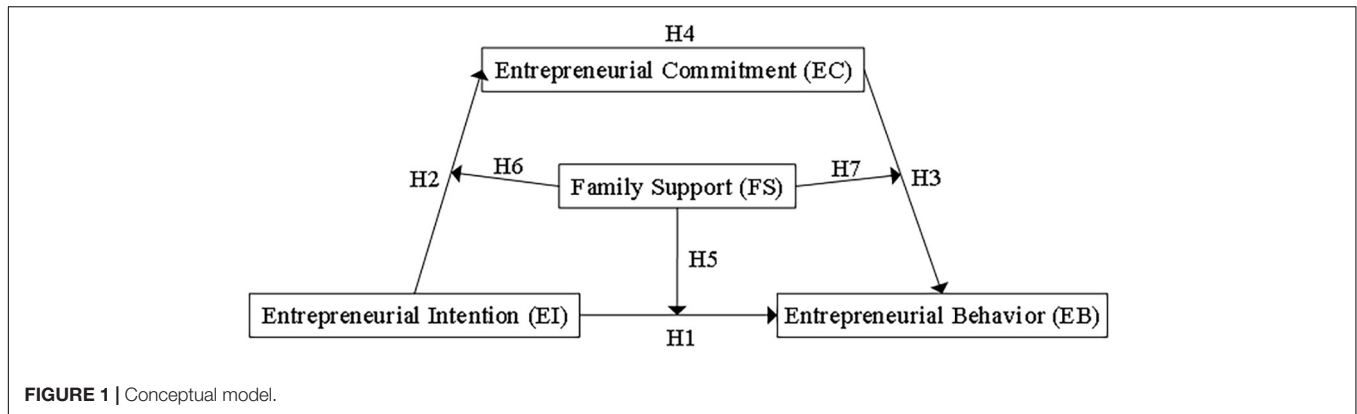 H4
Entrepreneurial Commitment (EC)
H2
H6
Family Support (FS)
H7
H3
H5
Entrepreneurial Intention (EI)
Entrepreneurial Behavior (EB)
H1
FIGURE 1 | Conceptual model.